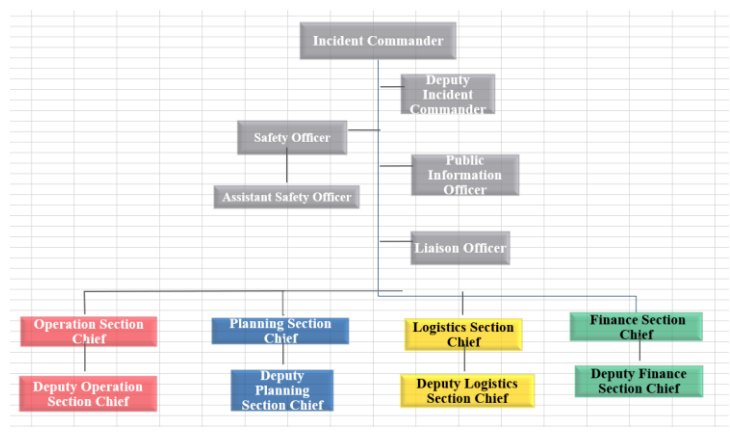 Incident Commander
Deputy
Incident
Commander
Safety Officer
Public
Information
Officer
Assistant Safety Officer
Liaison Officer
Operation Section
Chief
Planning Section
Chief
Logistics Section
Chief
Finance Section
Chief
Deputy Operation
Section Chief
Deputy
Planning
Section Chief
Deputy Logistics
Section Chief
Deputy Finance
Section Chief